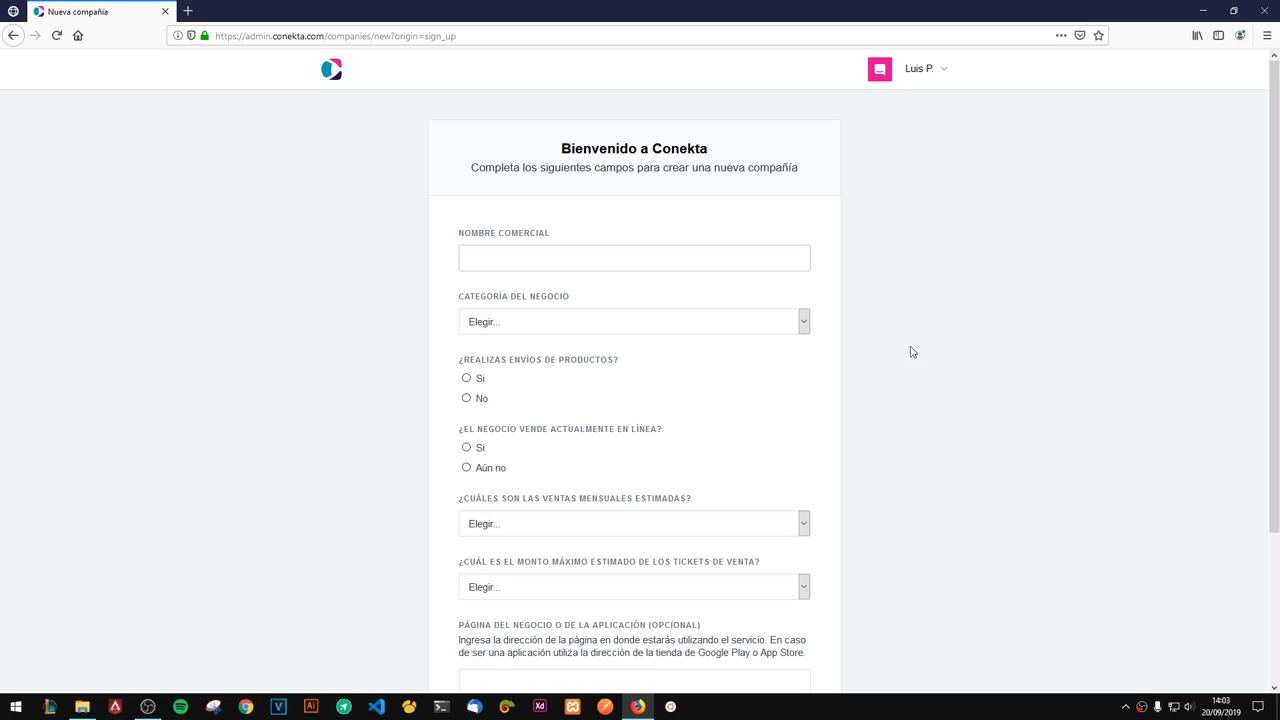 Nueva compañía
https://admin.conekta.com/companies/new?origin=sign_up
Luis P.
Bienvenido a Conekta
Completa los siguientes campos para crear una nueva compañía
NOMBRE COMERCIAL
CATEGORÍA DEL NEGOCIO
Elegir...
¿REALIZAS ENVÍOS DE PRODUCTOS?
Si
No
¿EL NEGOCIO VENDE ACTUALMENTE EN LÍNEA?
Si
Aún no
¿CUÁLES SON LAS VENTAS MENSUALES ESTIMADAS?
Elegir...
¿CUÁL ES EL MONTO MÁXIMO ESTIMADO DE LOS TICKETS DE VENTA?
Elegir...
PÁGINA DEL NEGOCIO O DE LA APLICACIÓN (OPCIONAL)
Ingresa la dirección de la página en donde estarás utilizando el servicio. En caso
de ser una aplicación utiliza la dirección de la tienda de Google Play o App Store.
Ai
Xd
14:03
20/09/2019